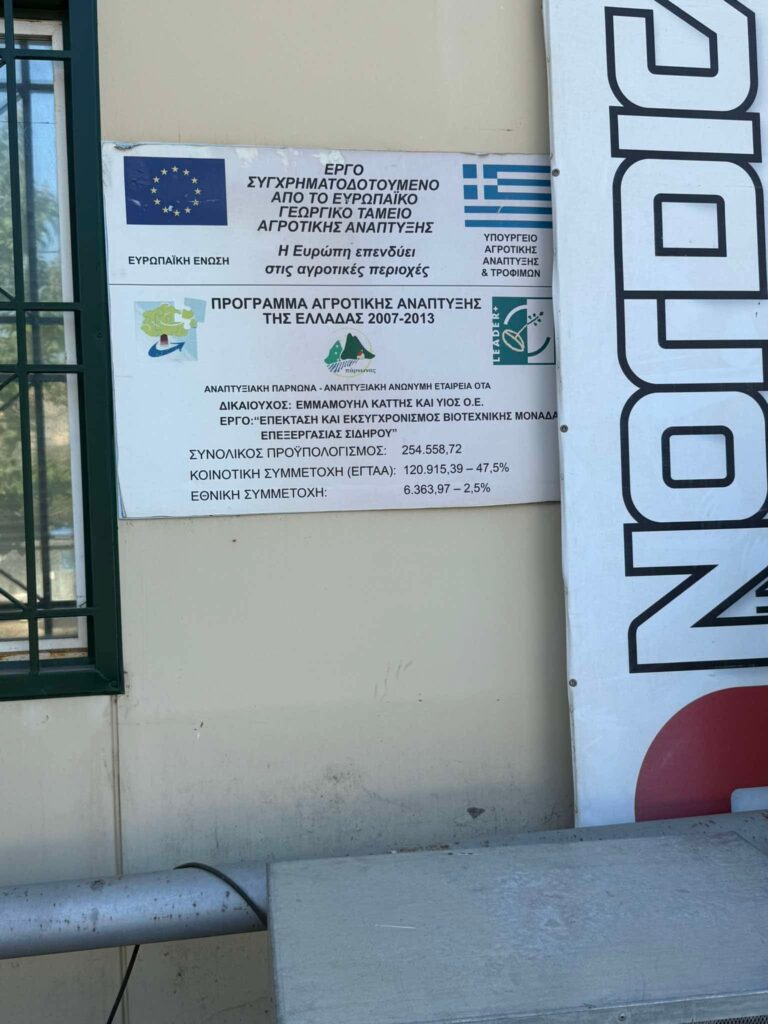 ΕΡΓΟ
ΣΥΓΧΡΗΜΑΤΟΔΟΤΟΥΜΕΝΟ
ΑΠΟ ΤΟ ΕΥΡΩΠΑΪΚΟ
ΓΕΩΡΓΙΚΟ ΤΑΜΕΙΟ
ΑΓΡΟΤΙΚΗΣ ΑΝΑΠΤΥΞΗΣ
Η Ευρώπη επενδύει
στις αγροτικές περιοχές
ΕΥΡΩΠΑΪΚΗ ΕΝΩΣΗ
ΥΠΟΥΡΓΕΙΟ
ΑΓΡΟΤΙΚΗΣ
ΑΝΑΠΤΥΞΗΣ
& ΤΡΟΦΙΜΩΝ
ΠΡΟΓΡΑΜΜΑ ΑΓΡΟΤΙΚΗΣ ΑΝΑΠΤΥΞΗΣ
ΤΗΣ ΕΛΛΑΔΑΣ 2007-2013
LEADER+
πάρνωνας
ΑΝΑΠΤΥΞΙΑΚΗ ΠΑΡΝΩΝΑ - ΑΝΑΠΤΥΞΙΑΚΗ ΑΝΩΝΥΜΗ ΕΤΑΙΡΕΙΑ ΟΤΑ
ΔΙΚΑΙΟΥΧΟΣ: ΕΜΜΑΜΟΥΗΛ ΚΑΤΤΗΣ ΚΑΙ ΥΙΟΣ Ο.Ε.
ΕΡΓΟ:“ΕΠΕΚΤΑΣΗ ΚΑΙ ΕΚΣΥΓΧΡΟΝΙΣΜΟΣ ΒΙΟΤΕΧΝΙΚΗΣ ΜΟΝΑΔΑ
ΕΠΕΞΕΡΓΑΣΙΑΣ ΣΙΔΗΡΟΥ”
ΣΥΝΟΛΙΚΟΣ ΠΡΟΫΠΟΛΟΓΙΣΜΟΣ: 254.558,72
ΚΟΙΝΟΤΙΚΗ ΣΥΜΜΕΤΟΧΗ (ΕΓΤΑΑ): 120.915,39 – 47,5%
ΕΘΝΙΚΗ ΣΥΜΜΕΤΟΧΗ: 6.363,97 – 2,5%